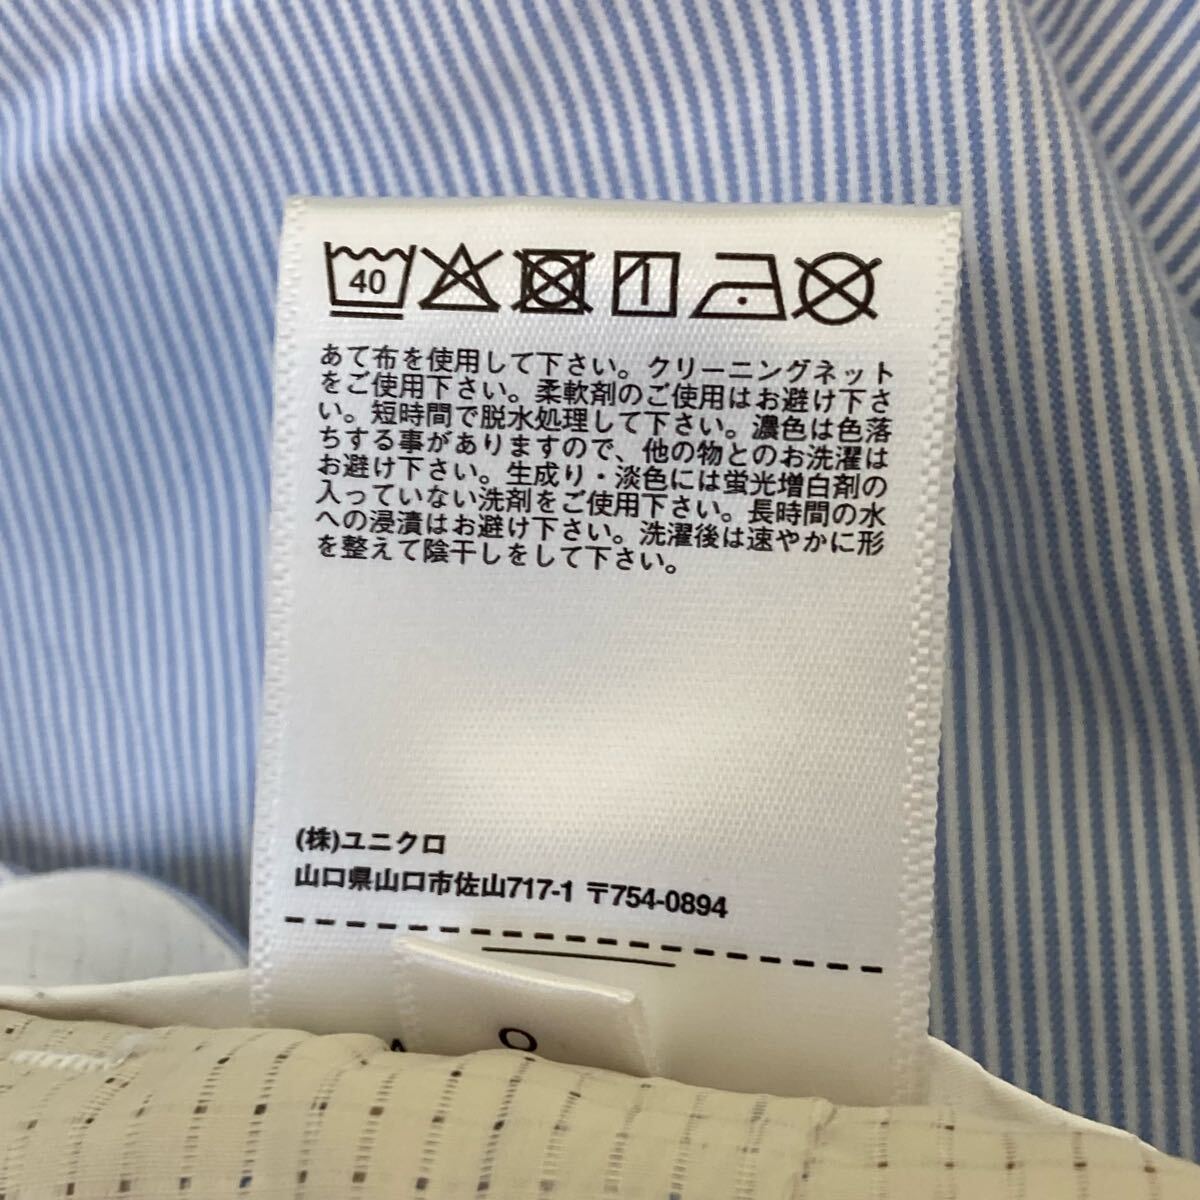 40
あて布を使用して下さい。クリーニングネット
をご使用下さい。柔軟剤のご使用はお避け下さ
い。短時間で脱水処理して下さい。濃色は色落
ちする事がありますので、他の物とのお洗濯は
お避け下さい。生成り・淡色には蛍光増白剤の
入っていない洗剤をご使用下さい。長時間の水
への浸漬はお避け下さい。洗濯後は速やかに形
を整えて陰干しをして下さい。
(株)ユニクロ
山口県山口市佐山717-1 〒754-0894